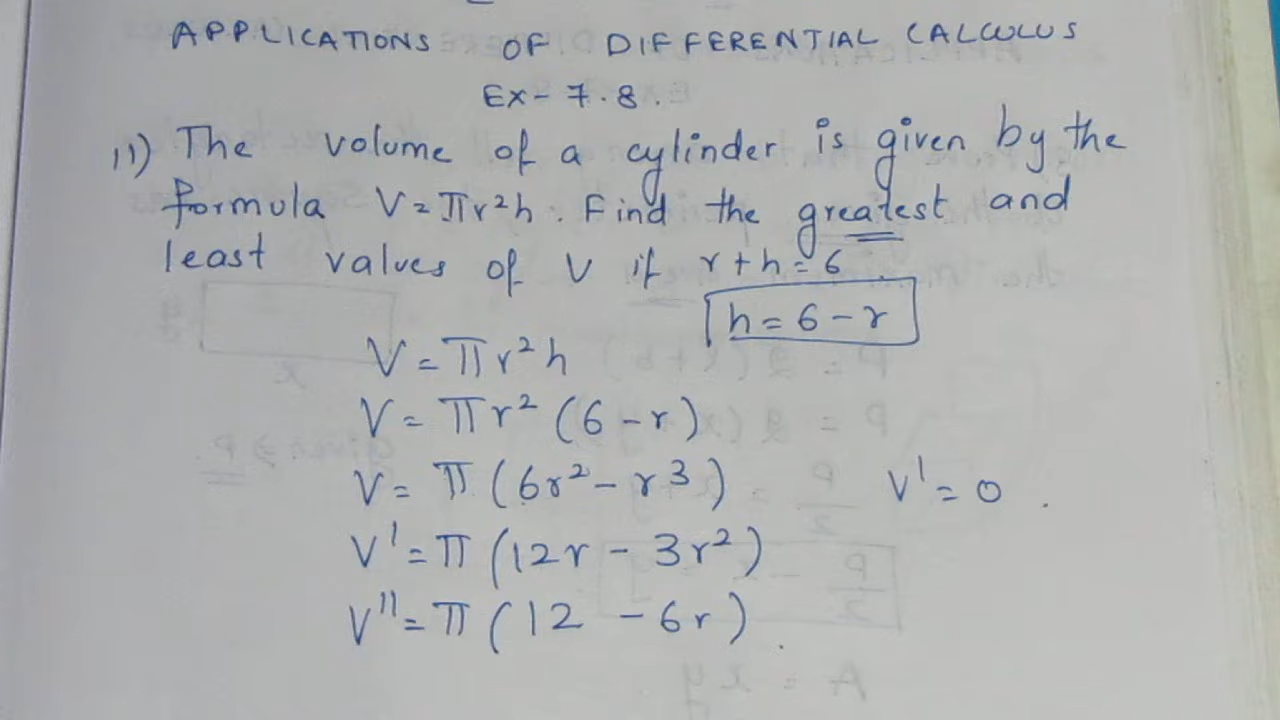 APPLICATIONS OF DIFFERENTIAL CALCULUS
EX- 7.8.
11) The volume of a cylinder is given by the
formula V=πr²h. Find the greatest and
least values of V if r+h=6
h=6-r
V=πr²h
V=πr²(6-r)
V=π(6r²-r³) V'=0.
V'=π(12r-3r²)
V''=π(12-6r).